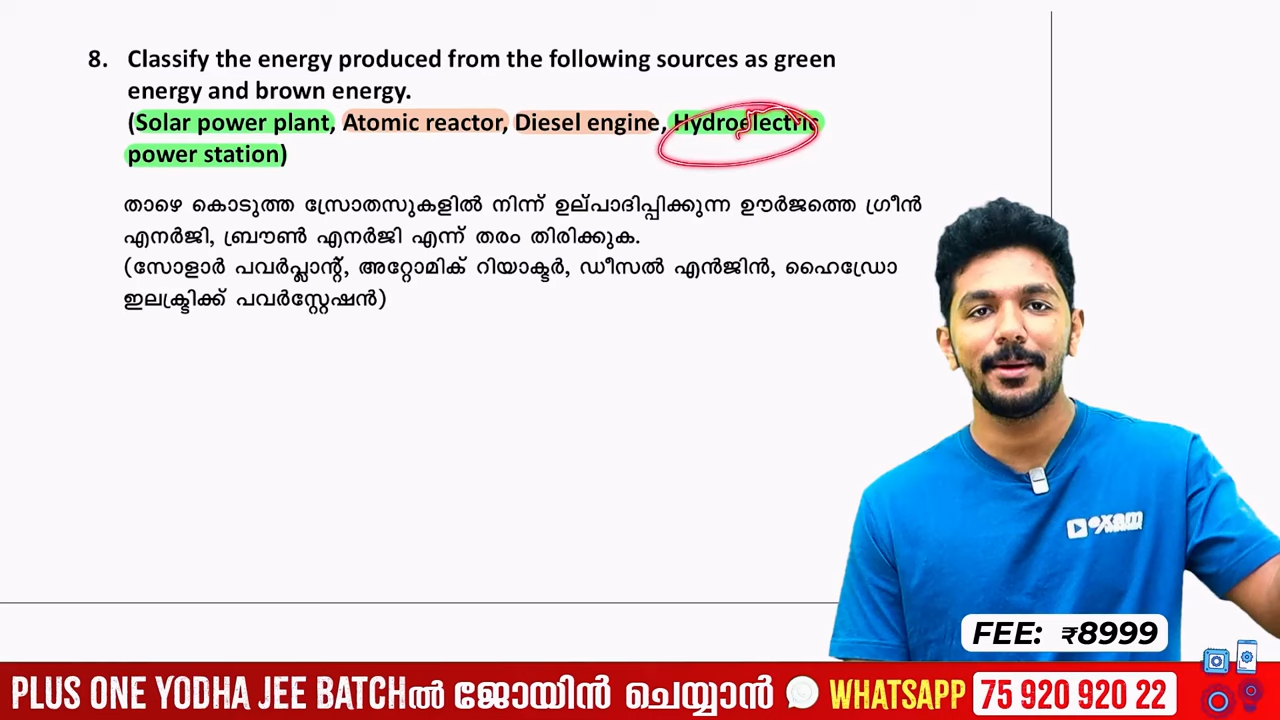 8. Classify the energy produced from the following sources as green
energy and brown energy.
(Solar power plant, Atomic reactor, Diesel engine, Hydroelectric
power station)
താഴെ കൊടുത്ത സ്രോതസുകളിൽ നിന്ന് ഉല്പാദിപ്പിക്കുന്ന ഊർജത്തെ ഗ്രീൻ
എനർജി, ബ്രൗൺ എനർജി എന്ന് തരം തിരിക്കുക.
(സോളാർ പവർപ്ലാന്റ്, അറ്റോമിക് റിയാക്ടർ, ഡീസൽ എൻജിൻ, ഹൈഡ്രോ
ഇലക്ട്രിക്ക് പവർസ്റ്റേഷൻ)
exam
FEE: ₹8999
PLUS ONE YODHA JEE BATCHൽ ജോയിൻ ചെയ്യാൻ WHATSAPP 75 920 920 22